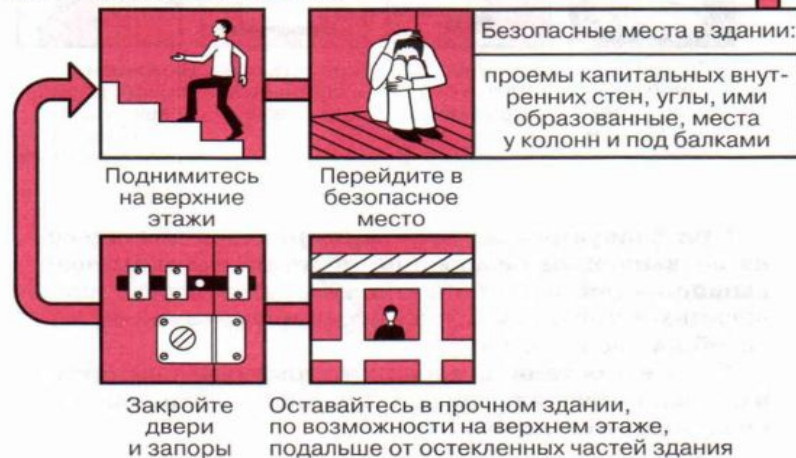 Безопасные места в здании:
проемы капитальных внут-
ренних стен, углы, ими
образованные, места
у колонн и под балками
Поднимитесь
на верхние
этажи
Перейдите в
безопасное
место
Закройте
двери
и запоры
Оставайтесь в прочном здании,
по возможности на верхнем этаже,
подальше от остекленных частей здания